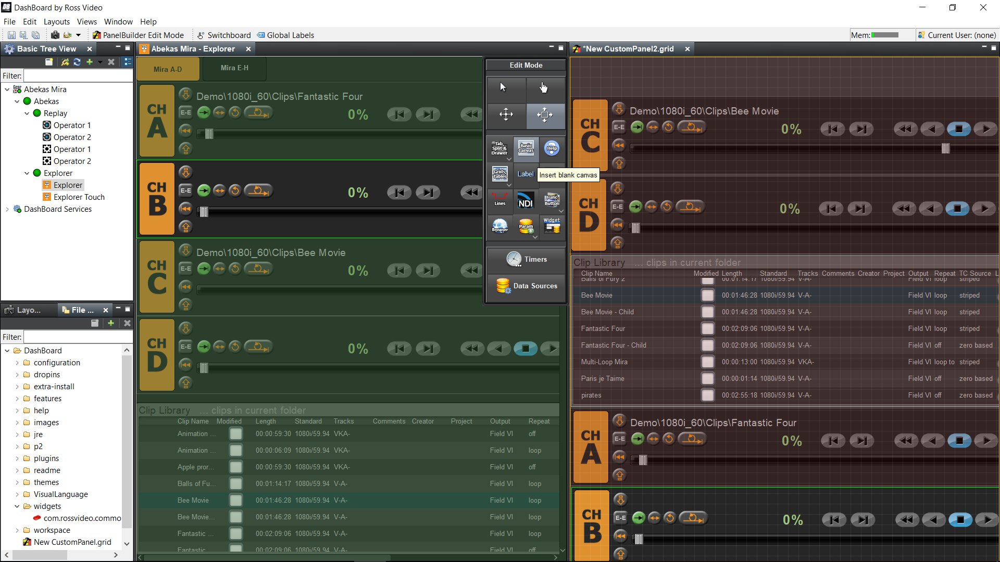 DashBoard by Ross Video
File Edit Layouts Views Window Help
PanelBuilder Edit Mode Switchboard Global Labels
Mem: Current User: (none)
Basic Tree View
Filter:
Abekas Mira
Abekas
Replay
Operator 1
Operator 2
Operator 1
Operator 2
Explorer
Explorer
Explorer Touch
DashBoard Services
Layo...
File ...
Filter:
DashBoard
configuration
dropins
extra-install
features
help
images
jre
p2
plugins
readme
themes
VisualLanguage
widgets
com.rossvideo.commo
workspace
New CustomPanel.grid
Abekas Mira - Explorer
Mira A-D Mira E-H
CH A
Demo\1080i_60\Clips\Fantastic Four
E-E 0%
CH B
E-E 0%
CH C
Demo\1080i_60\Clips\Bee Movie
E-E 0%
CH D
E-E 0%
Clip Library ... clips in current folder
Clip Name Modified Length Standard Tracks Comments Creator Project Output Repeat
Animation ... 00:00:59:30 1080i/59.94 VKA- Field VI off
Animation ... 00:00:06:09 1080i/59.94 VKA- Field VI loop
Apple pror... 00:00:59:30 1080i/59.94 VKA- Field VI off
Balls of Fu... 00:01:14:17 1080i/59.94 V-A- Field VI loop
Bee Movie 00:01:46:28 1080i/59.94 V-A- Field VI loop
Bee Movie... 00:01:46:28 1080i/59.94 V-A- Field VI loop
Fantastic ... 00:02:09:06 1080i/59.94 V-A- Field VI loop
Fantastic 00:02:09:06 1080i/59.94 V-A- Field VI off
Edit Mode
Tab, Split & Drawer
Basic Canvas
Help
Grids, Tables
Label
Insert blank canvas
Lines
NDI
Func Button
Browser
Param
Widget
Timers
Data Sources
*New CustomPanel2.grid
CH C
Demo\1080i_60\Clips\Bee Movie
E-E 0%
CH D
E-E 0%
Clip Library ... clips in current folder
Clip Name Modified Length Standard Tracks Comments Creator Project Output Repeat TC Source L
Balls of Fury 2 00:01:14:17 1080i/59.94 V-A- Field VI loop striped
Bee Movie 00:01:46:28 1080i/59.94 V-A- Field VI loop striped
Bee Movie - Child 00:01:46:28 1080i/59.94 V-A- Field VI loop striped
Fantastic Four 00:02:09:06 1080i/59.94 V-A- Field VI loop striped
Fantastic Four - Child 00:02:09:06 1080i/59.94 V-A- Field VI off zero based
Multi-Loop Mira 00:00:13:00 1080i/59.94 VKA- Field VI loop to striped
Paris je Taime 00:00:01:14 1080i/59.94 V-A- Field VI off zero based
pirates 00:02:55:18 1080i/59.94 V-A- Field VI off zero based
CH A
Demo\1080i_60\Clips\Fantastic Four
E-E 0%
CH B
E-E 0%